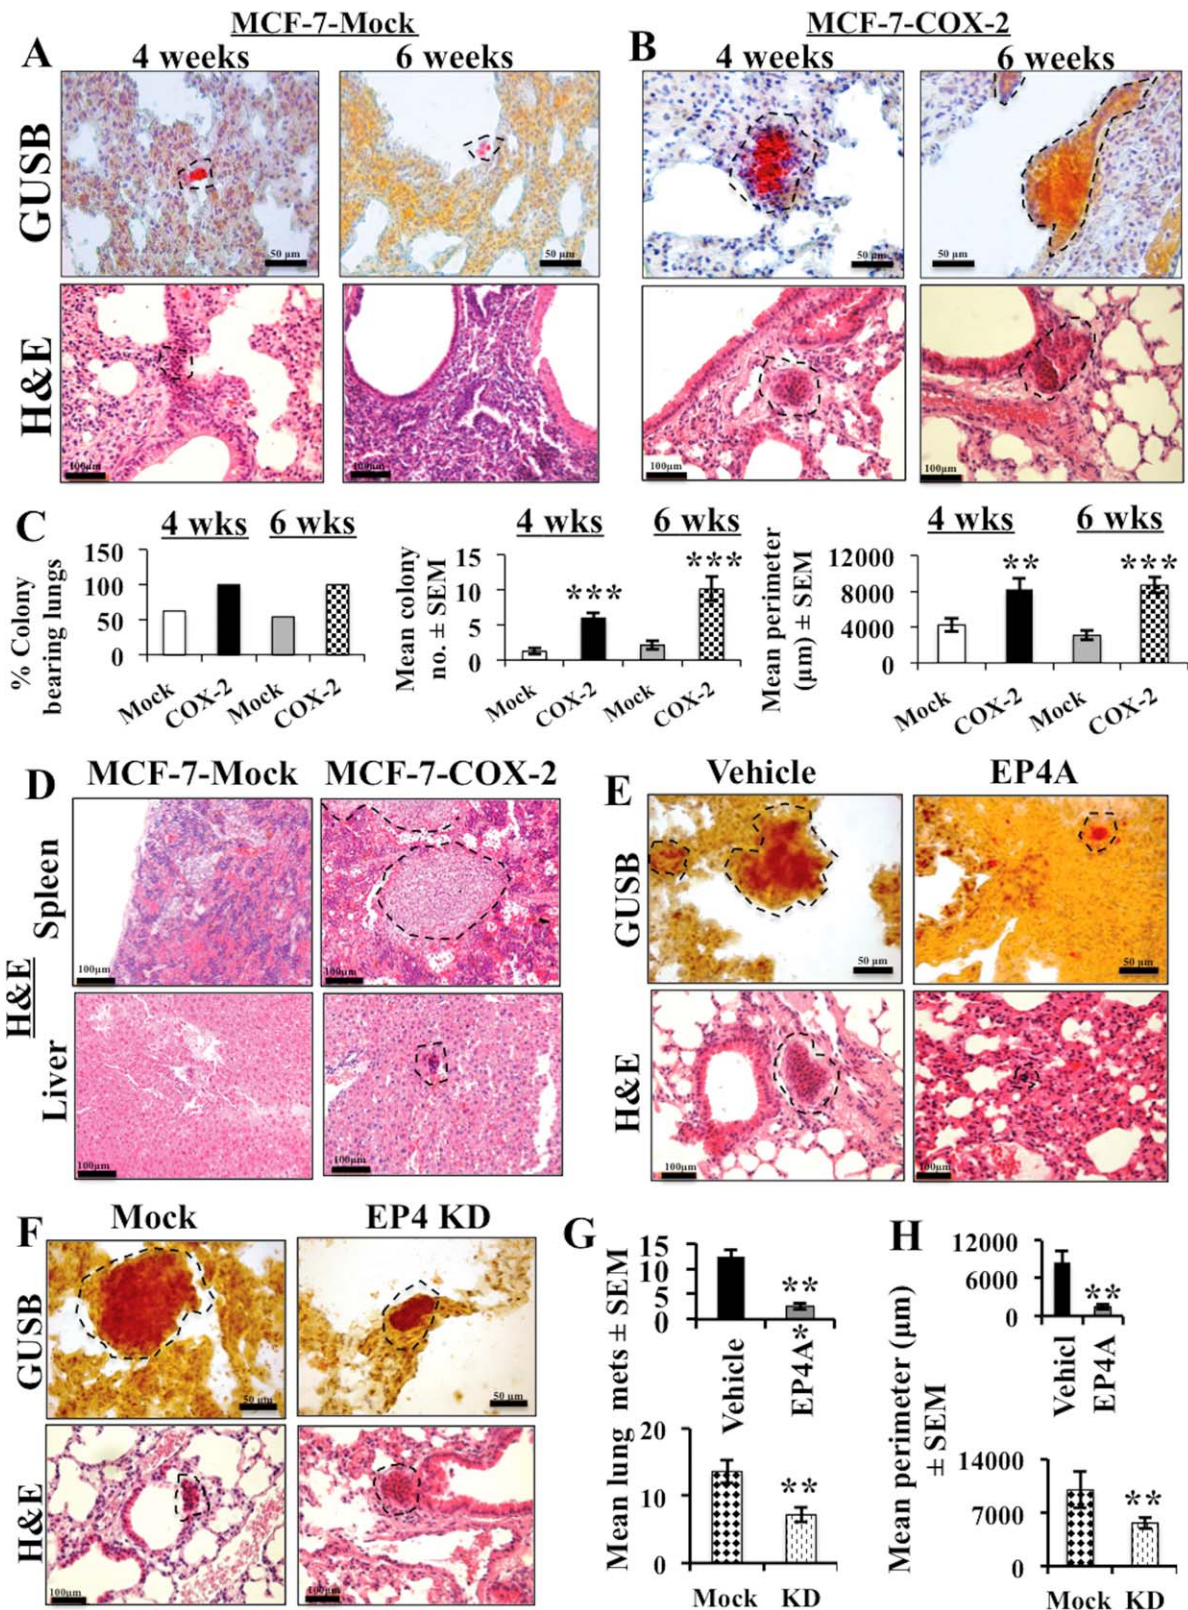 MCF-7-Mock
MCF-7-COX-2
A
4 weeks
6 weeks
B
4 weeks
6 weeks
GUSB
50 µm
50 µm
50 µm
50 µm
H&E
100µm
100µm
100µm
100µm
C
4 wks
6 wks
% Colony
bearing lungs
150
100
50
0
Mock
COX-2
Mock
COX-2
4 wks
6 wks
Mean colony
no. ± SEM
15
10
5
0
***
***
Mock
COX-2
Mock
COX-2
4 wks
6 wks
Mean perimeter
(µm) ± SEM
12000
8000
4000
0
**
***
Mock
COX-2
Mock
COX-2
D
MCF-7-Mock
MCF-7-COX-2
H&E
Spleen
100µm
100µm
Liver
100µm
100µm
E
Vehicle
EP4A
GUSB
50 µm
50 µm
H&E
100µm
100µm
F
Mock
EP4 KD
GUSB
50 µm
50 µm
H&E
100µm
100µm
G
Mean lung mets ± SEM
15
10
5
0
**
*
Vehicle
EP4A
20
10
0
**
Mock
KD
H
Mean perimeter (µm)
± SEM
12000
6000
0
**
Vehicl
EP4A
14000
7000
0
**
Mock
KD